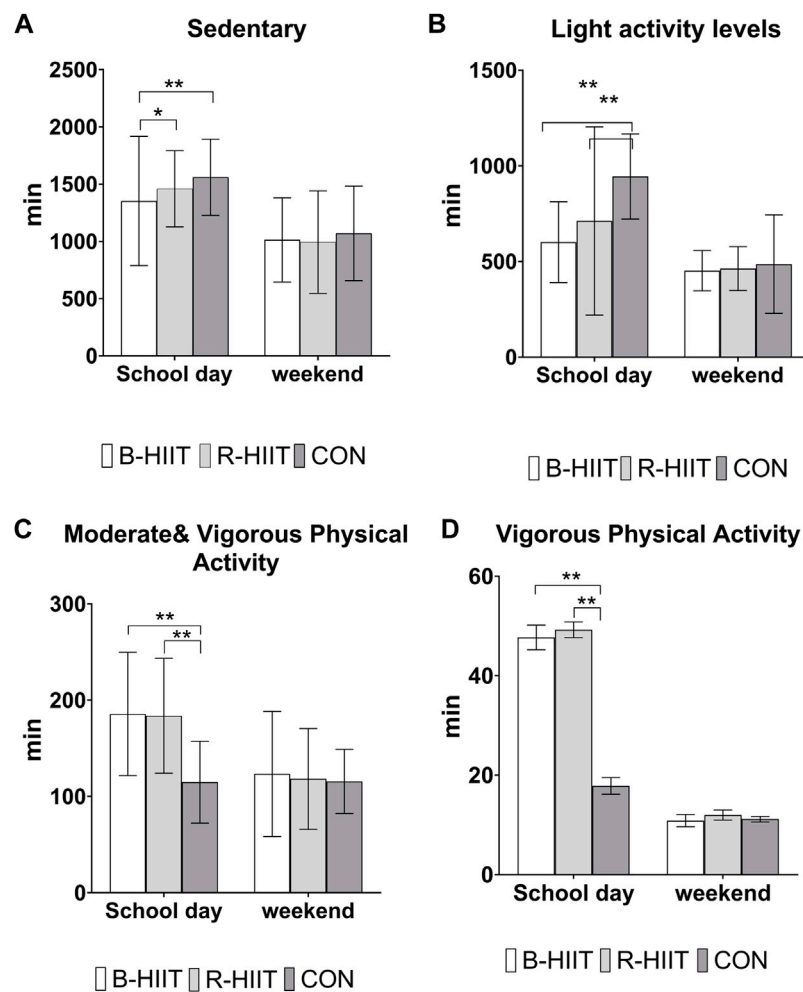 A
Sedentary
2500
2000
1500
1000
500
0
min
**
*
School day
weekend
B-HIIT
R-HIIT
CON
B
Light activity levels
1500
1000
500
0
min
**
**
School day
weekend
B-HIIT
R-HIIT
CON
C
Moderate& Vigorous Physical
Activity
300
200
100
0
min
**
**
School day
weekend
B-HIIT
R-HIIT
CON
D
Vigorous Physical Activity
60
40
20
0
min
**
**
School day
weekend
B-HIIT
R-HIIT
CON